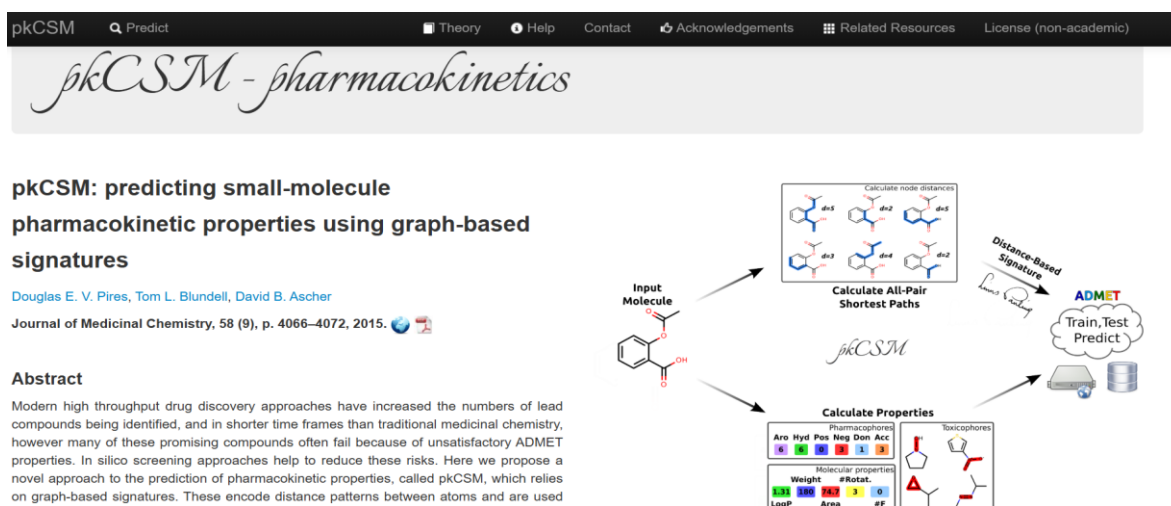 pkCSM Predict Theory Help Contact Acknowledgements Related Resources License (non-academic)
pkCSM - pharmacokinetics
pkCSM: predicting small-molecule
pharmacokinetic properties using graph-based
signatures
Douglas E. V. Pires, Tom L. Blundell, David B. Ascher
Journal of Medicinal Chemistry, 58 (9), p. 4066–4072, 2015.
Abstract
Modern high throughput drug discovery approaches have increased the numbers of lead
compounds being identified, and in shorter time frames than traditional medicinal chemistry,
however many of these promising compounds often fail because of unsatisfactory ADMET
properties. In silico screening approaches help to reduce these risks. Here we propose a
novel approach to the prediction of pharmacokinetic properties, called pkCSM, which relies
on graph-based signatures. These encode distance patterns between atoms and are used
Calculate node distances
d=5 d=2 d=5
d=3 d=4 d=2
Calculate All-Pair
Shortest Paths
Distance-Based
Signature
Input
Molecule
pkCSM
ADMET
Train,Test
Predict
Calculate Properties
Pharmacophores
Aro Hyd Pos Neg Don Acc
6 6 0 3 1 3
Molecular properties
Weight #Rotat.
1.31 180 74.7 3 0
LogP Area #F
Toxicophores